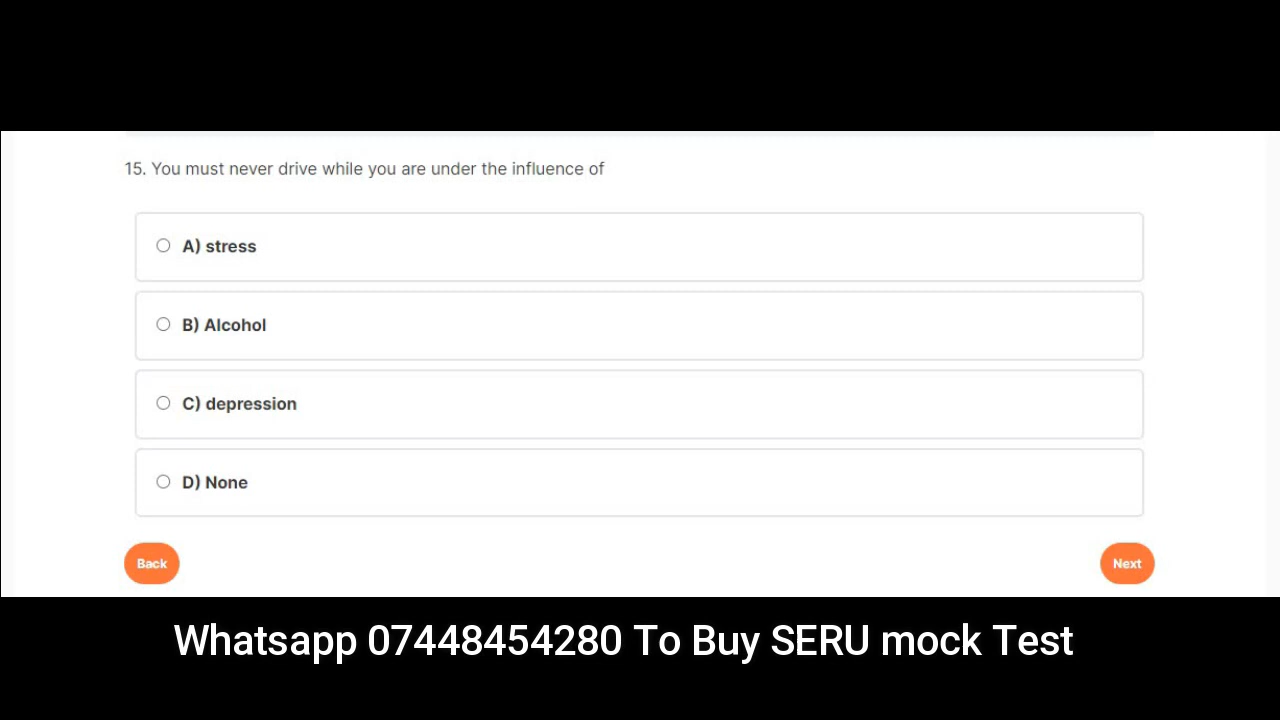 15. You must never drive while you are under the influence of
A) stress
B) Alcohol
C) depression
D) None
Back
Next
Whatsapp 07448454280 To Buy SERU mock Test